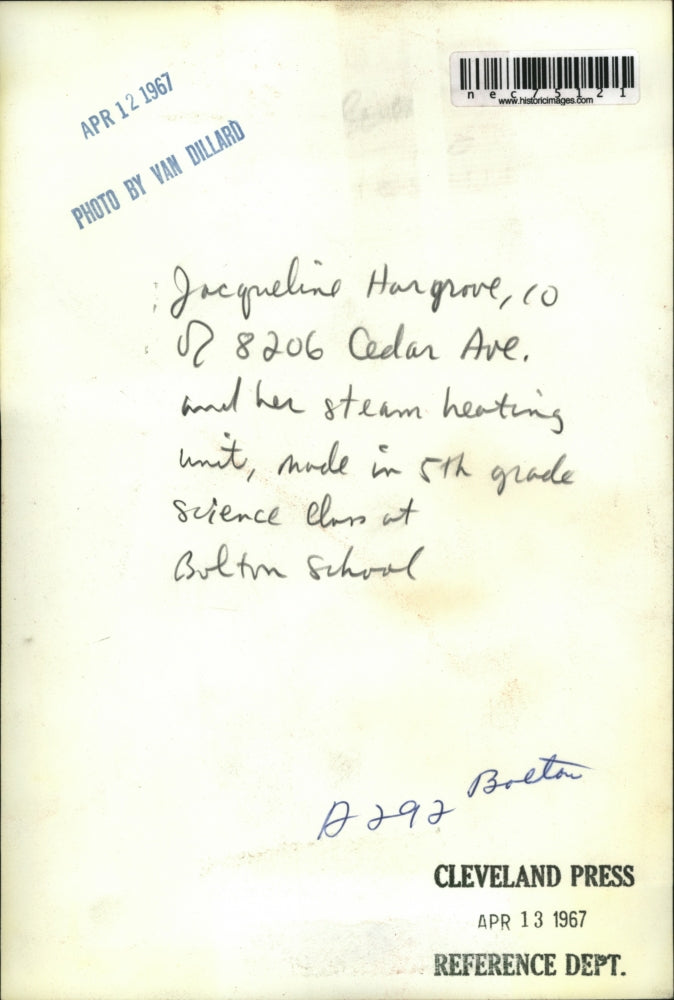 APR 12 1967
PHOTO BY VAN DILLARD
nec75121
www.historicimages.com
Jacqueline Hargrove, 10
of 8206 Cedar Ave.
and her steam heating
unit, made in 5th grade
science class at
Bolton School
A292 Bolton
CLEVELAND PRESS
APR 13 1967
REFERENCE DEPT.